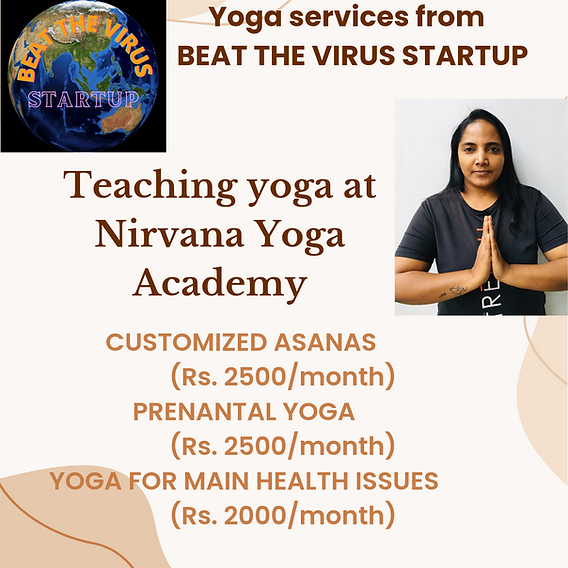 BEAT THE VIRUS
STARTUP
Yoga services from
BEAT THE VIRUS STARTUP
Teaching yoga at
Nirvana Yoga
Academy
CUSTOMIZED ASANAS
(Rs. 2500/month)
PRENANTAL YOGA
(Rs. 2500/month)
YOGA FOR MAIN HEALTH ISSUES
(Rs. 2000/month)